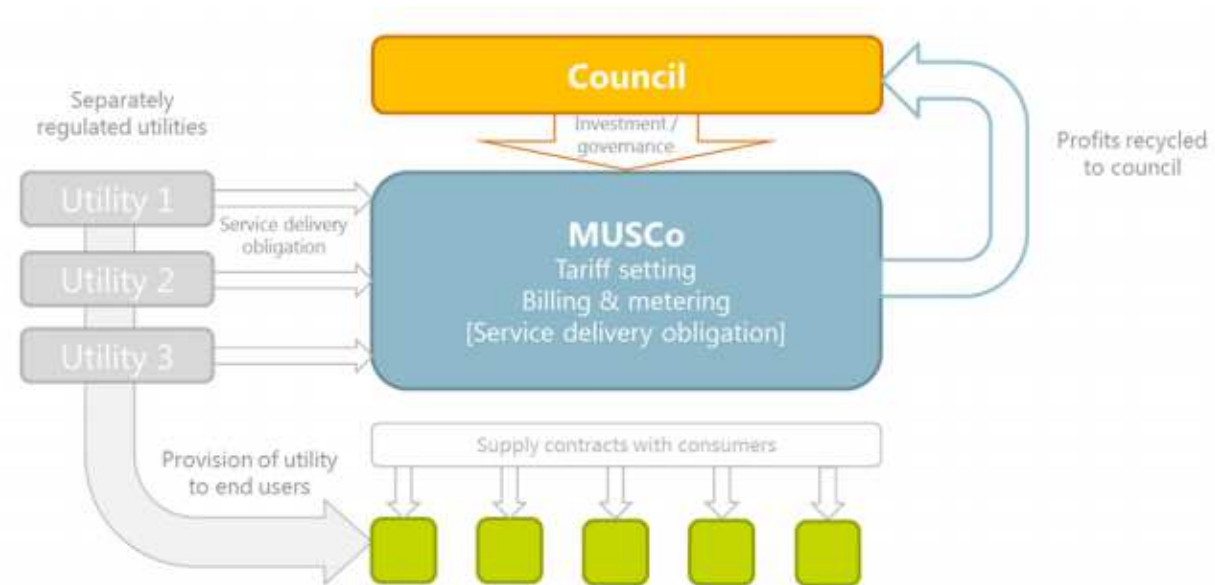 Council
Separately
regulated utilities
Investment /
governance
Profits recycled
to council
Utility 1
Service delivery
obligation
Utility 2
Utility 3
MUSCo
Tariff setting
Billing & metering
[Service delivery obligation]
Supply contracts with consumers
Provision of utility
to end users